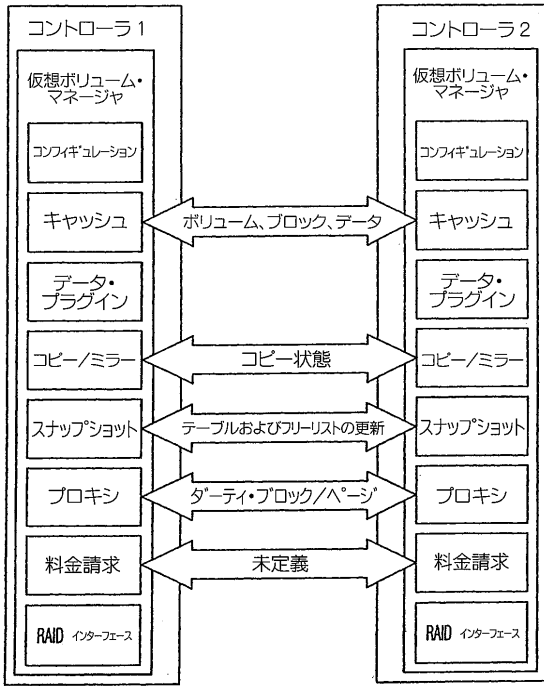 コントローラ1
仮想ボリューム・
マネージャ
コンフィギュレーション
キャッシュ
データ・
プラグイン
コピー/ミラー
スナップショット
プロキシ
料金請求
RAID インターフェース
ボリューム、ブロック、データ
コピー状態
テーブルおよびフリーリストの更新
ダーティ・ブロック/ページ
未定義
コントローラ2
仮想ボリューム・
マネージャ
コンフィギュレーション
キャッシュ
データ・
プラグイン
コピー/ミラー
スナップショット
プロキシ
料金請求
RAID インターフェース